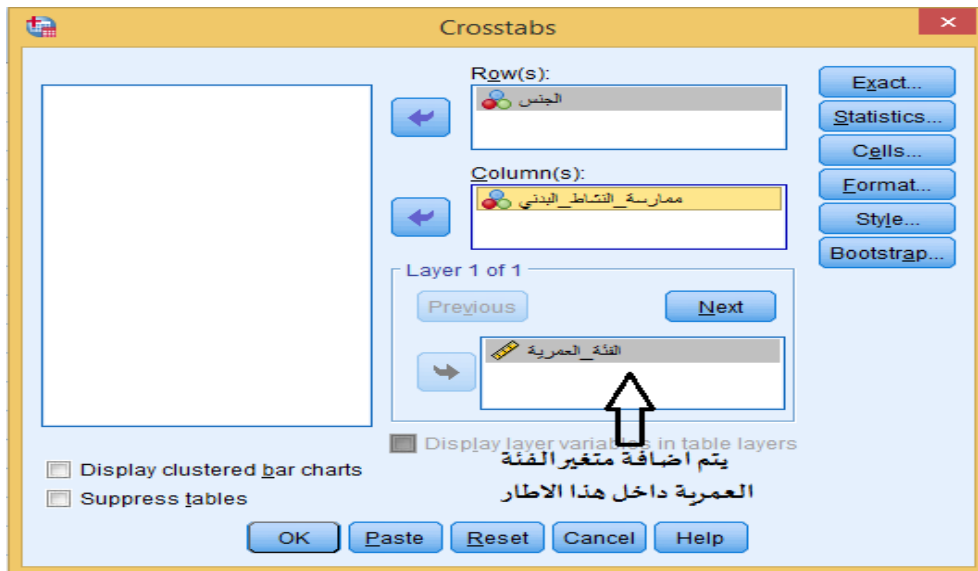 Crosstabs
Row(s):
الجنس
Column(s):
ممارسة_النشاط_البدني
Layer 1 of 1
Previous
Next
الفئة_العمرية
Display layer variables in table layers
يتم اضافة متغير الفئة
العمرية داخل هذا الاطار
Exact...
Statistics...
Cells...
Format...
Style...
Bootstrap...
Display clustered bar charts
Suppress tables
OK
Paste
Reset
Cancel
Help